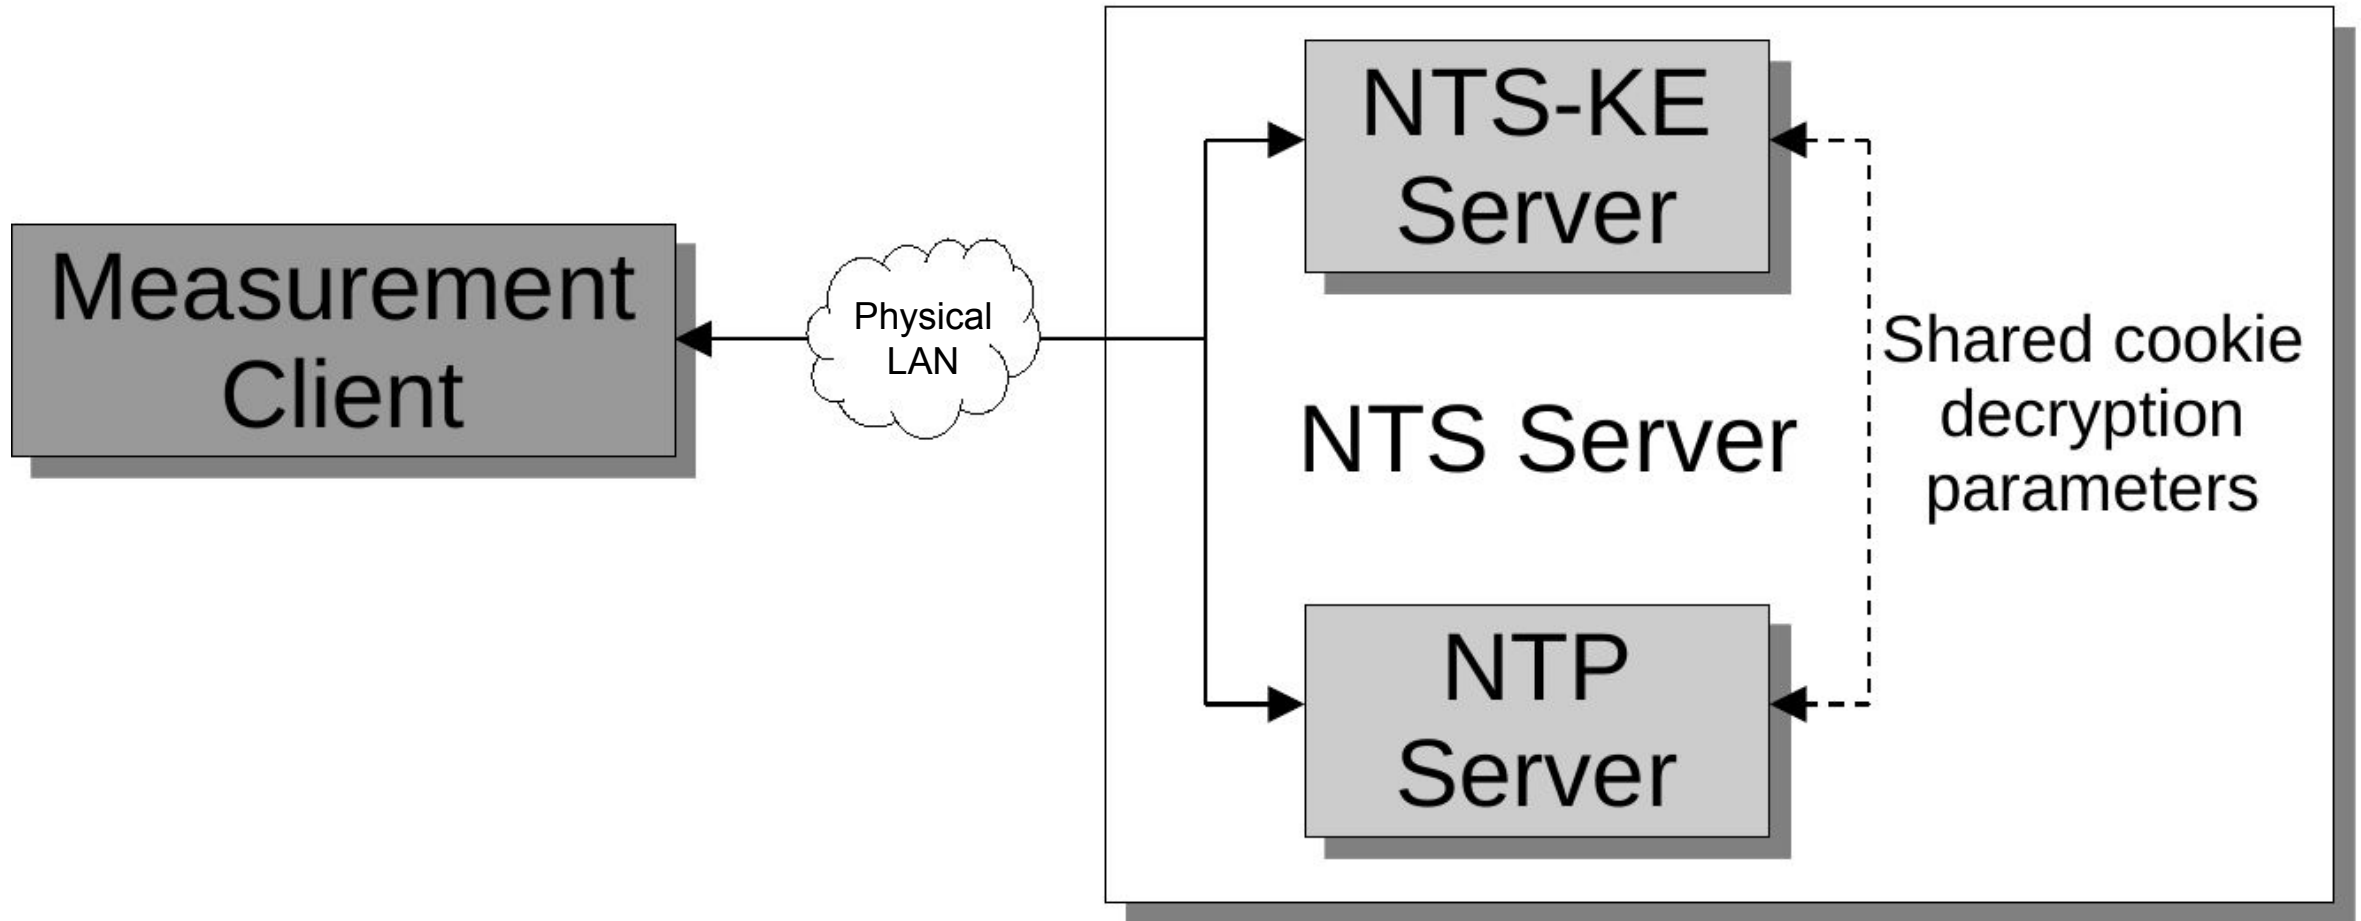 Measurement
Client
Physical
LAN
NTS-KE
Server
NTS Server
Shared cookie
decryption
parameters
NTP
Server